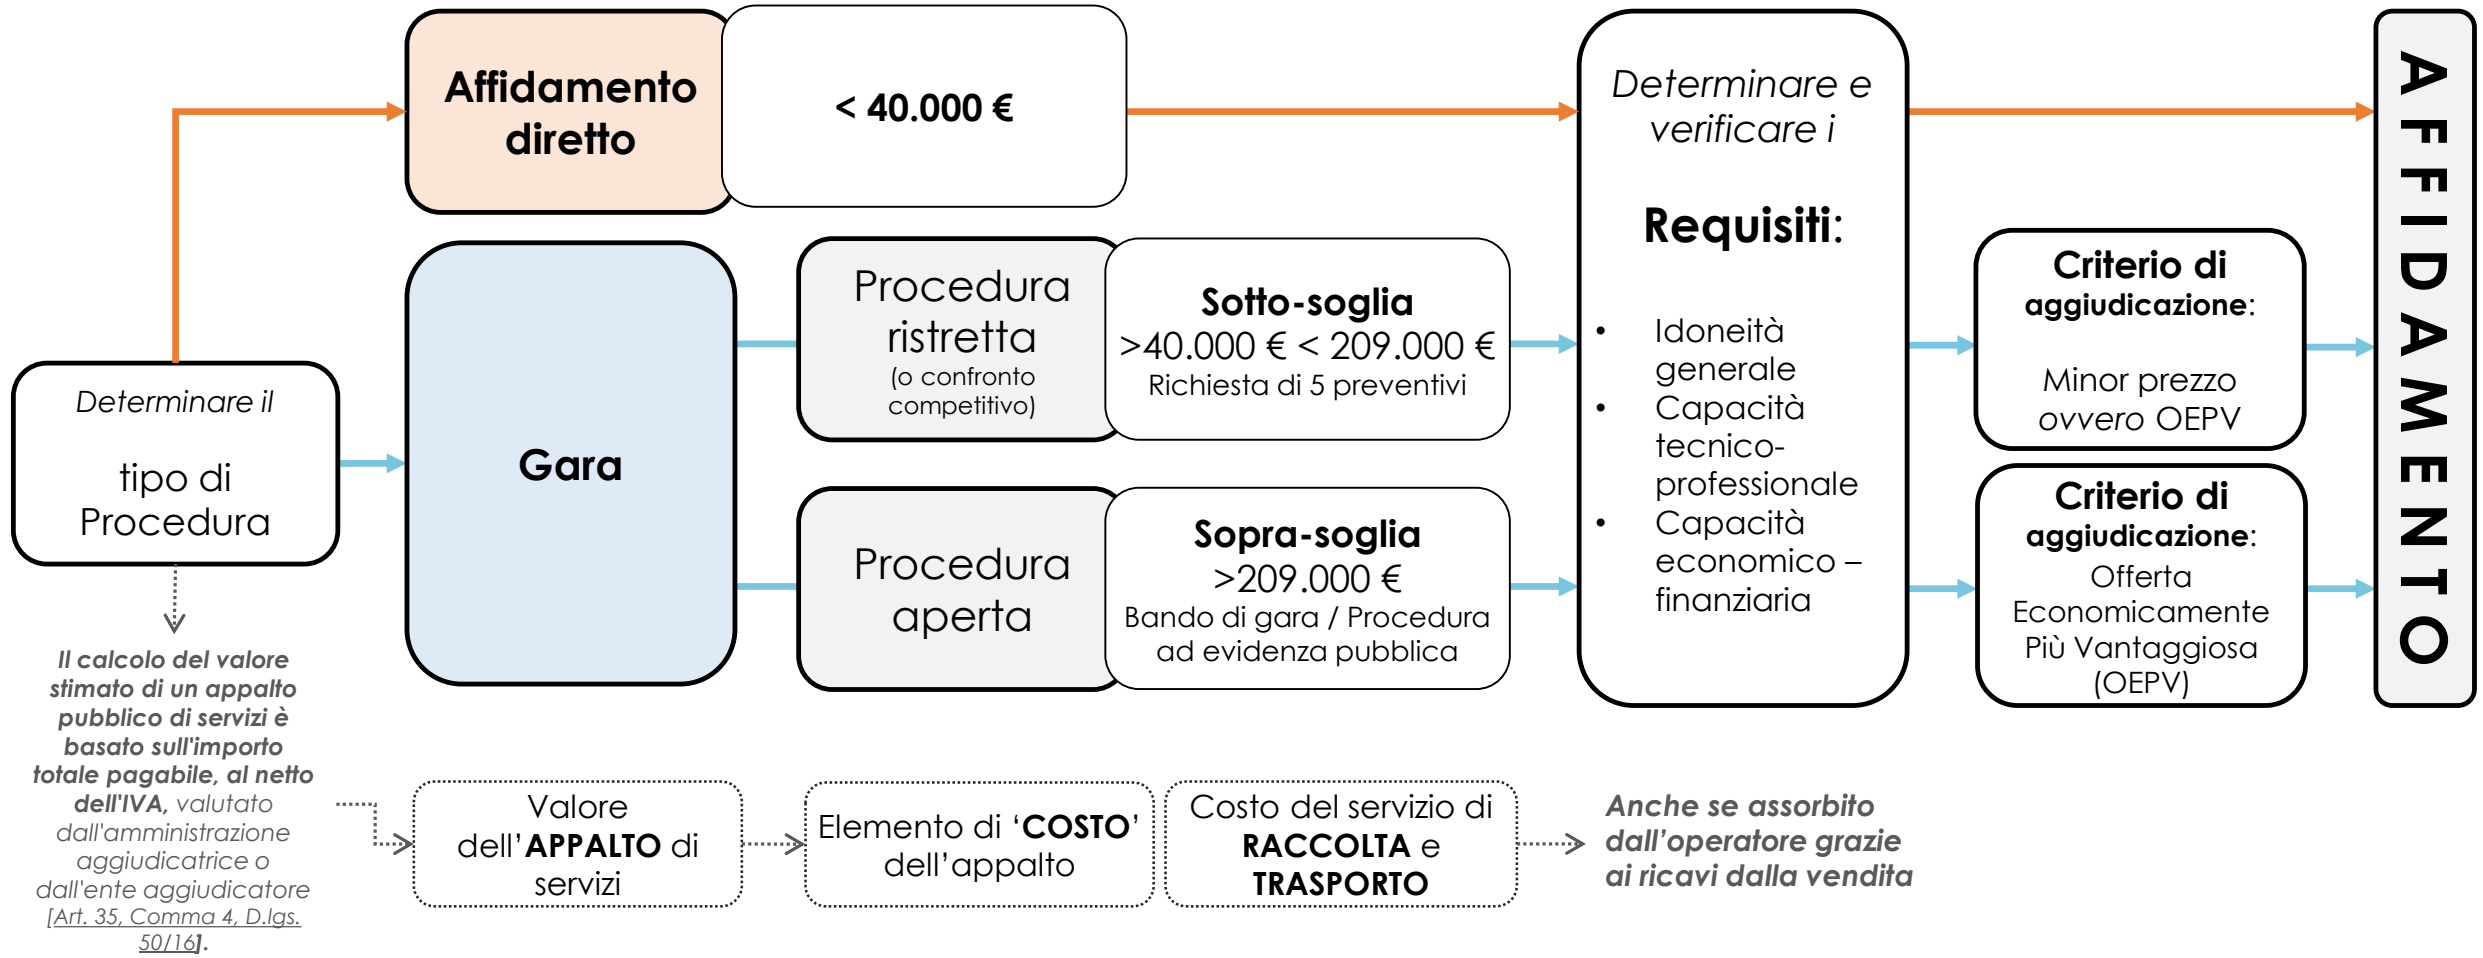 Affidamento
diretto
< 40.000 €
Determinare il
tipo di
Procedura
Gara
Procedura
ristretta
(o confronto
competitivo)
Sotto-soglia
>40.000 € < 209.000 €
Richiesta di 5 preventivi
Procedura
aperta
Sopra-soglia
>209.000 €
Bando di gara / Procedura
ad evidenza pubblica
Determinare e
verificare i
Requisiti:
• Idoneità
generale
• Capacità
tecnico-
professionale
• Capacità
economico –
finanziaria
Criterio di
aggiudicazione:
Minor prezzo
ovvero OEPV
Criterio di
aggiudicazione:
Offerta
Economicamente
Più Vantaggiosa
(OEPV)
AFFIDAMENTO
Il calcolo del valore
stimato di un appalto
pubblico di servizi è
basato sull'importo
totale pagabile, al netto
dell'IVA, valutato
dall'amministrazione
aggiudicatrice o
dall'ente aggiudicatore
[Art. 35, Comma 4, D.lgs.
50/16].
Valore
dell’APPALTO di
servizi
Elemento di ‘COSTO’
dell’appalto
Costo del servizio di
RACCOLTA e
TRASPORTO
Anche se assorbito
dall’operatore grazie
ai ricavi dalla vendita